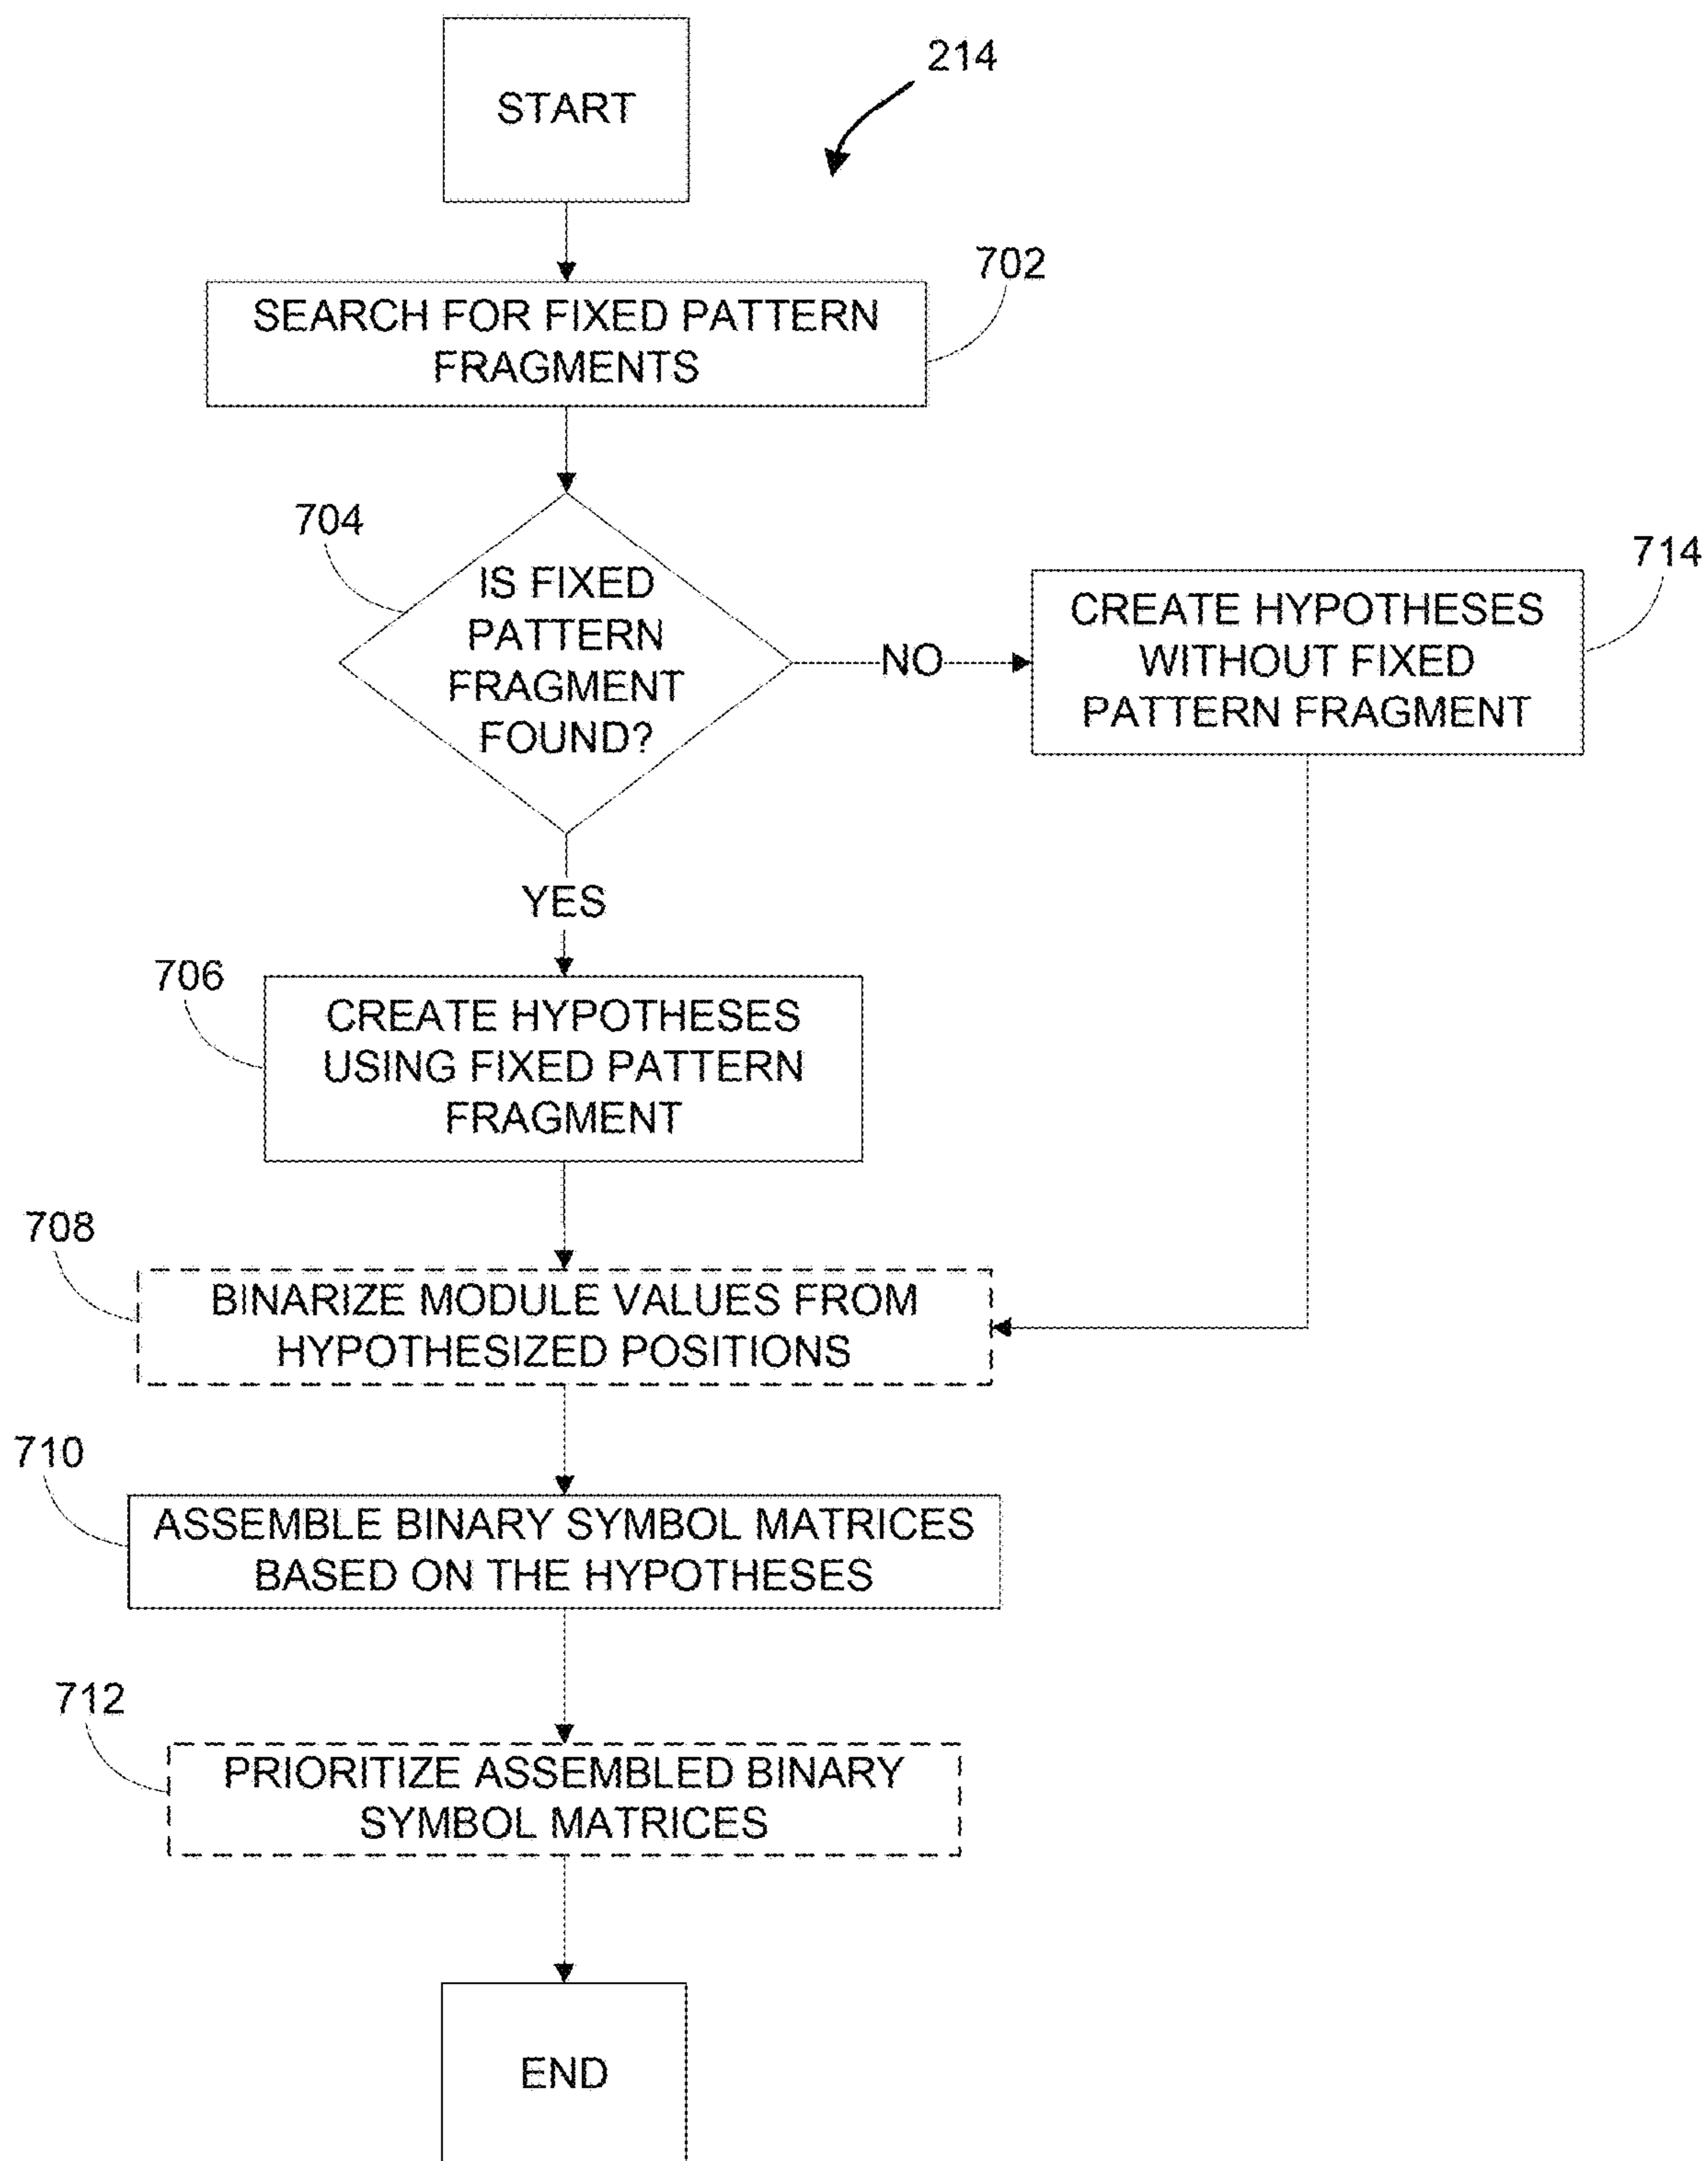 START
214
702
SEARCH FOR FIXED PATTERN
FRAGMENTS
704
IS FIXED
PATTERN
FRAGMENT
FOUND?
NO
714
CREATE HYPOTHESES
WITHOUT FIXED
PATTERN FRAGMENT
YES
706
CREATE HYPOTHESES
USING FIXED PATTERN
FRAGMENT
708
BINARIZE MODULE VALUES FROM
HYPOTHESIZED POSITIONS
710
ASSEMBLE BINARY SYMBOL MATRICES
BASED ON THE HYPOTHESES
712
PRIORITIZE ASSEMBLED BINARY
SYMBOL MATRICES
END